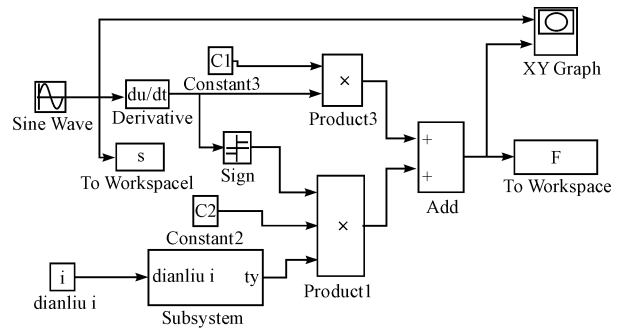 C1
XY Graph
Constant3
×
du/dt
Sine Wave
Derivative
Product3
s
+
F
To Workspacel
Sign
+
To Workspace
C2
×
Add
Constant2
i
dianliu i
ty
Product1
dianliu i
Subsystem